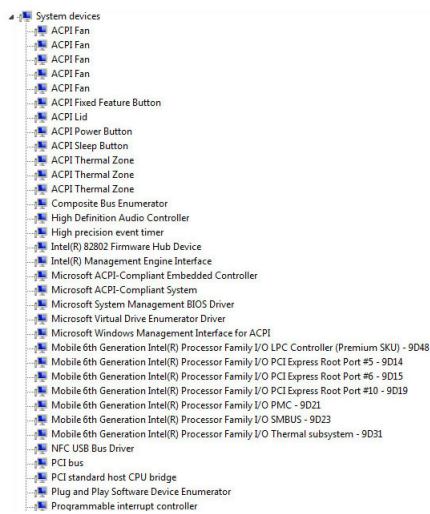 System devices
ACPI Fan
ACPI Fan
ACPI Fan
ACPI Fan
ACPI Fan
ACPI Fixed Feature Button
ACPI Lid
ACPI Power Button
ACPI Sleep Button
ACPI Thermal Zone
ACPI Thermal Zone
ACPI Thermal Zone
Composite Bus Enumerator
High Definition Audio Controller
High precision event timer
Intel(R) 82802 Firmware Hub Device
Intel(R) Management Engine Interface
Microsoft ACPI-Compliant Embedded Controller
Microsoft ACPI-Compliant System
Microsoft System Management BIOS Driver
Microsoft Virtual Drive Enumerator Driver
Microsoft Windows Management Interface for ACPI
Mobile 6th Generation Intel(R) Processor Family I/O LPC Controller (Premium SKU) - 9D48
Mobile 6th Generation Intel(R) Processor Family I/O PCI Express Root Port #5 - 9D14
Mobile 6th Generation Intel(R) Processor Family I/O PCI Express Root Port #6 - 9D15
Mobile 6th Generation Intel(R) Processor Family I/O PCI Express Root Port #10 - 9D19
Mobile 6th Generation Intel(R) Processor Family I/O PMC - 9D21
Mobile 6th Generation Intel(R) Processor Family I/O SMBUS - 9D23
Mobile 6th Generation Intel(R) Processor Family I/O Thermal subsystem - 9D31
NFC USB Bus Driver
PCI bus
PCI standard host CPU bridge
Plug and Play Software Device Enumerator
Programmable interrupt controller